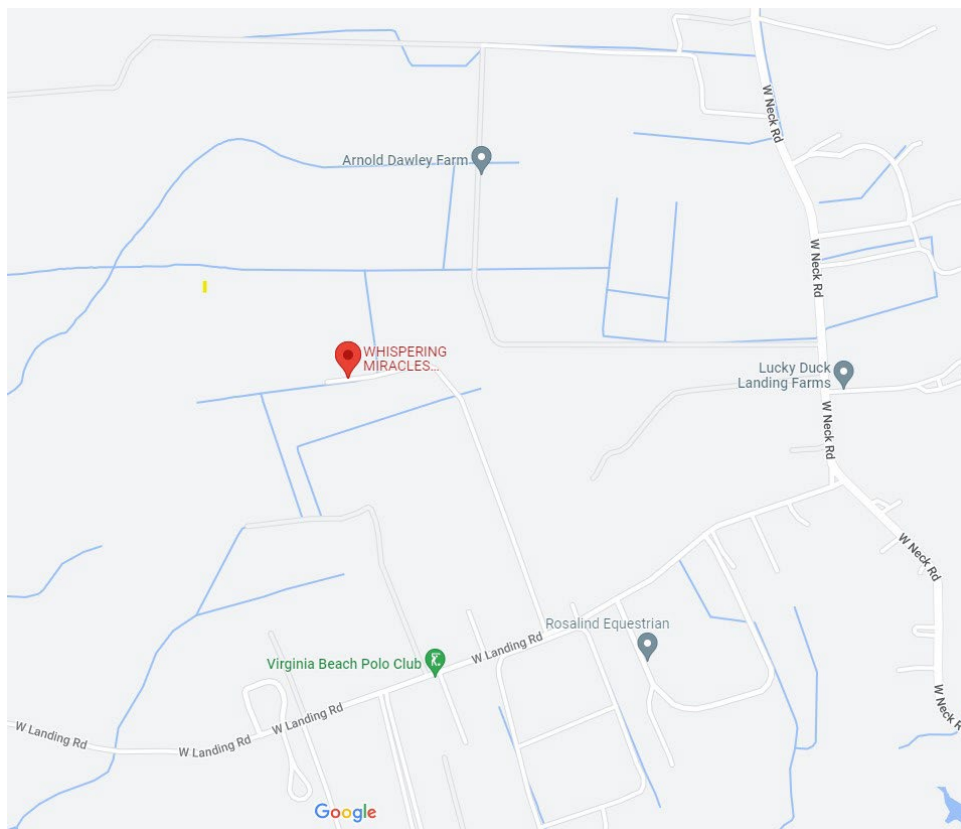 W Neck Rd
Arnold Dawley Farm
W Neck Rd
WHISPERING
MIRACLES...
Lucky Duck
Landing Farms
W Neck Rd
W Neck Rd
Rosalind Equestrian
W Landing Rd
Virginia Beach Polo Club
W Neck R
W Landing Rd
W Landing Rd
W Landing Rd
Google